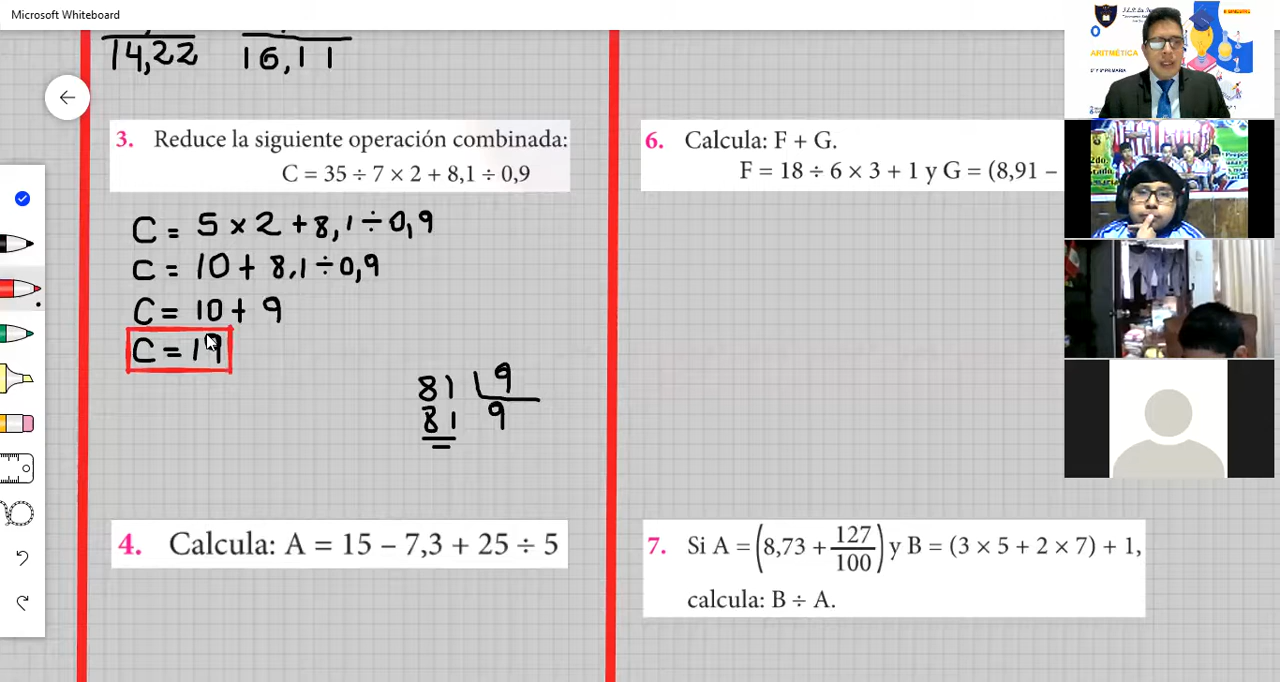 Microsoft Whiteboard
14,22 16,11
3. Reduce la siguiente operación combinada:
C = 35 ÷ 7 × 2 + 8,1 ÷ 0,9
C = 5 × 2 + 8,1 ÷ 0,9
C = 10 + 8,1 ÷ 0,9
C = 10 + 9
C = 19
81 9
81 9
4. Calcula: A = 15 – 7,3 + 25 ÷ 5
6. Calcula: F + G.
F = 18 ÷ 6 × 3 + 1 y G = (8,91 –
7. Si A = (8,73 + 127/100) y B = (3 × 5 + 2 × 7) + 1,
calcula: B ÷ A.
ARITMÉTICA